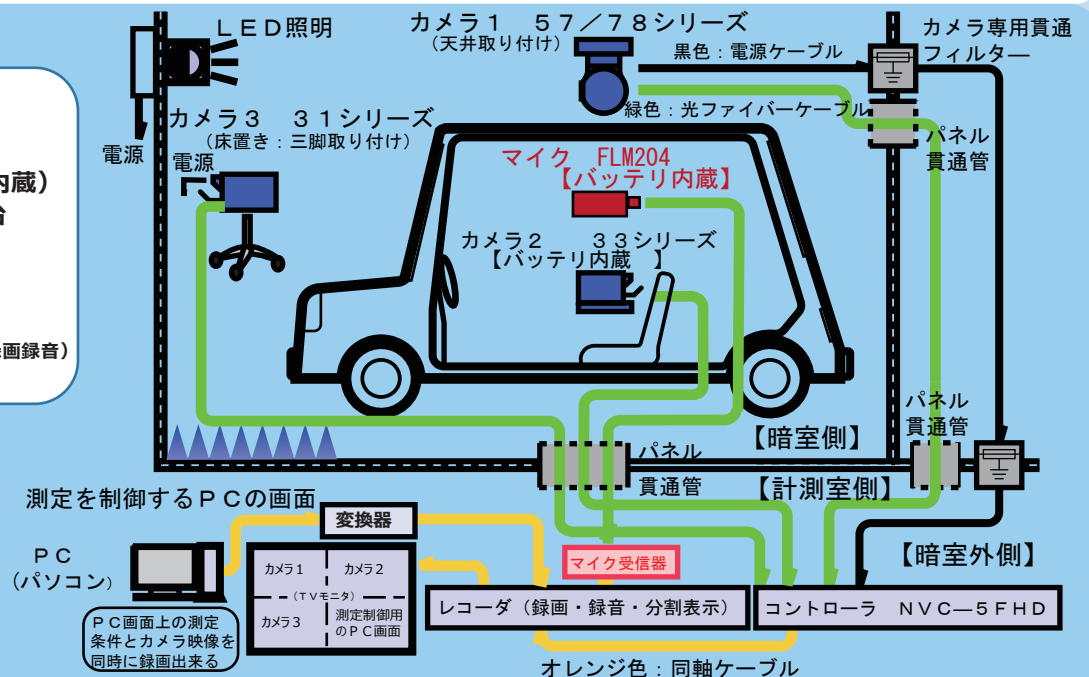 内蔵)
台
画録音)
LED照明
電源
カメラ1 57/78シリーズ
(天井取り付け)
黒色:電源ケーブル
カメラ専用貫通
フィルター
緑色:光ファイバーケーブル
パネル
貫通管
カメラ3 31シリーズ
(床置き:三脚取り付け)
電源
マイク FLM204
【バッテリ内蔵】
カメラ2 33シリーズ
【バッテリ内蔵 】
パネル
貫通管
【暗室側】
パネル
貫通管
【計測室側】
【暗室外側】
測定を制御するPCの画面
変換器
PC
(パソコン)
カメラ1
カメラ2
(TVモニタ)
カメラ3
測定制御用
のPC画面
マイク受信器
レコーダ(録画・録音・分割表示)
コントローラ NVC―5FHD
PC画面上の測定
条件とカメラ映像を
同時に録画出来る
オレンジ色:同軸ケーブル